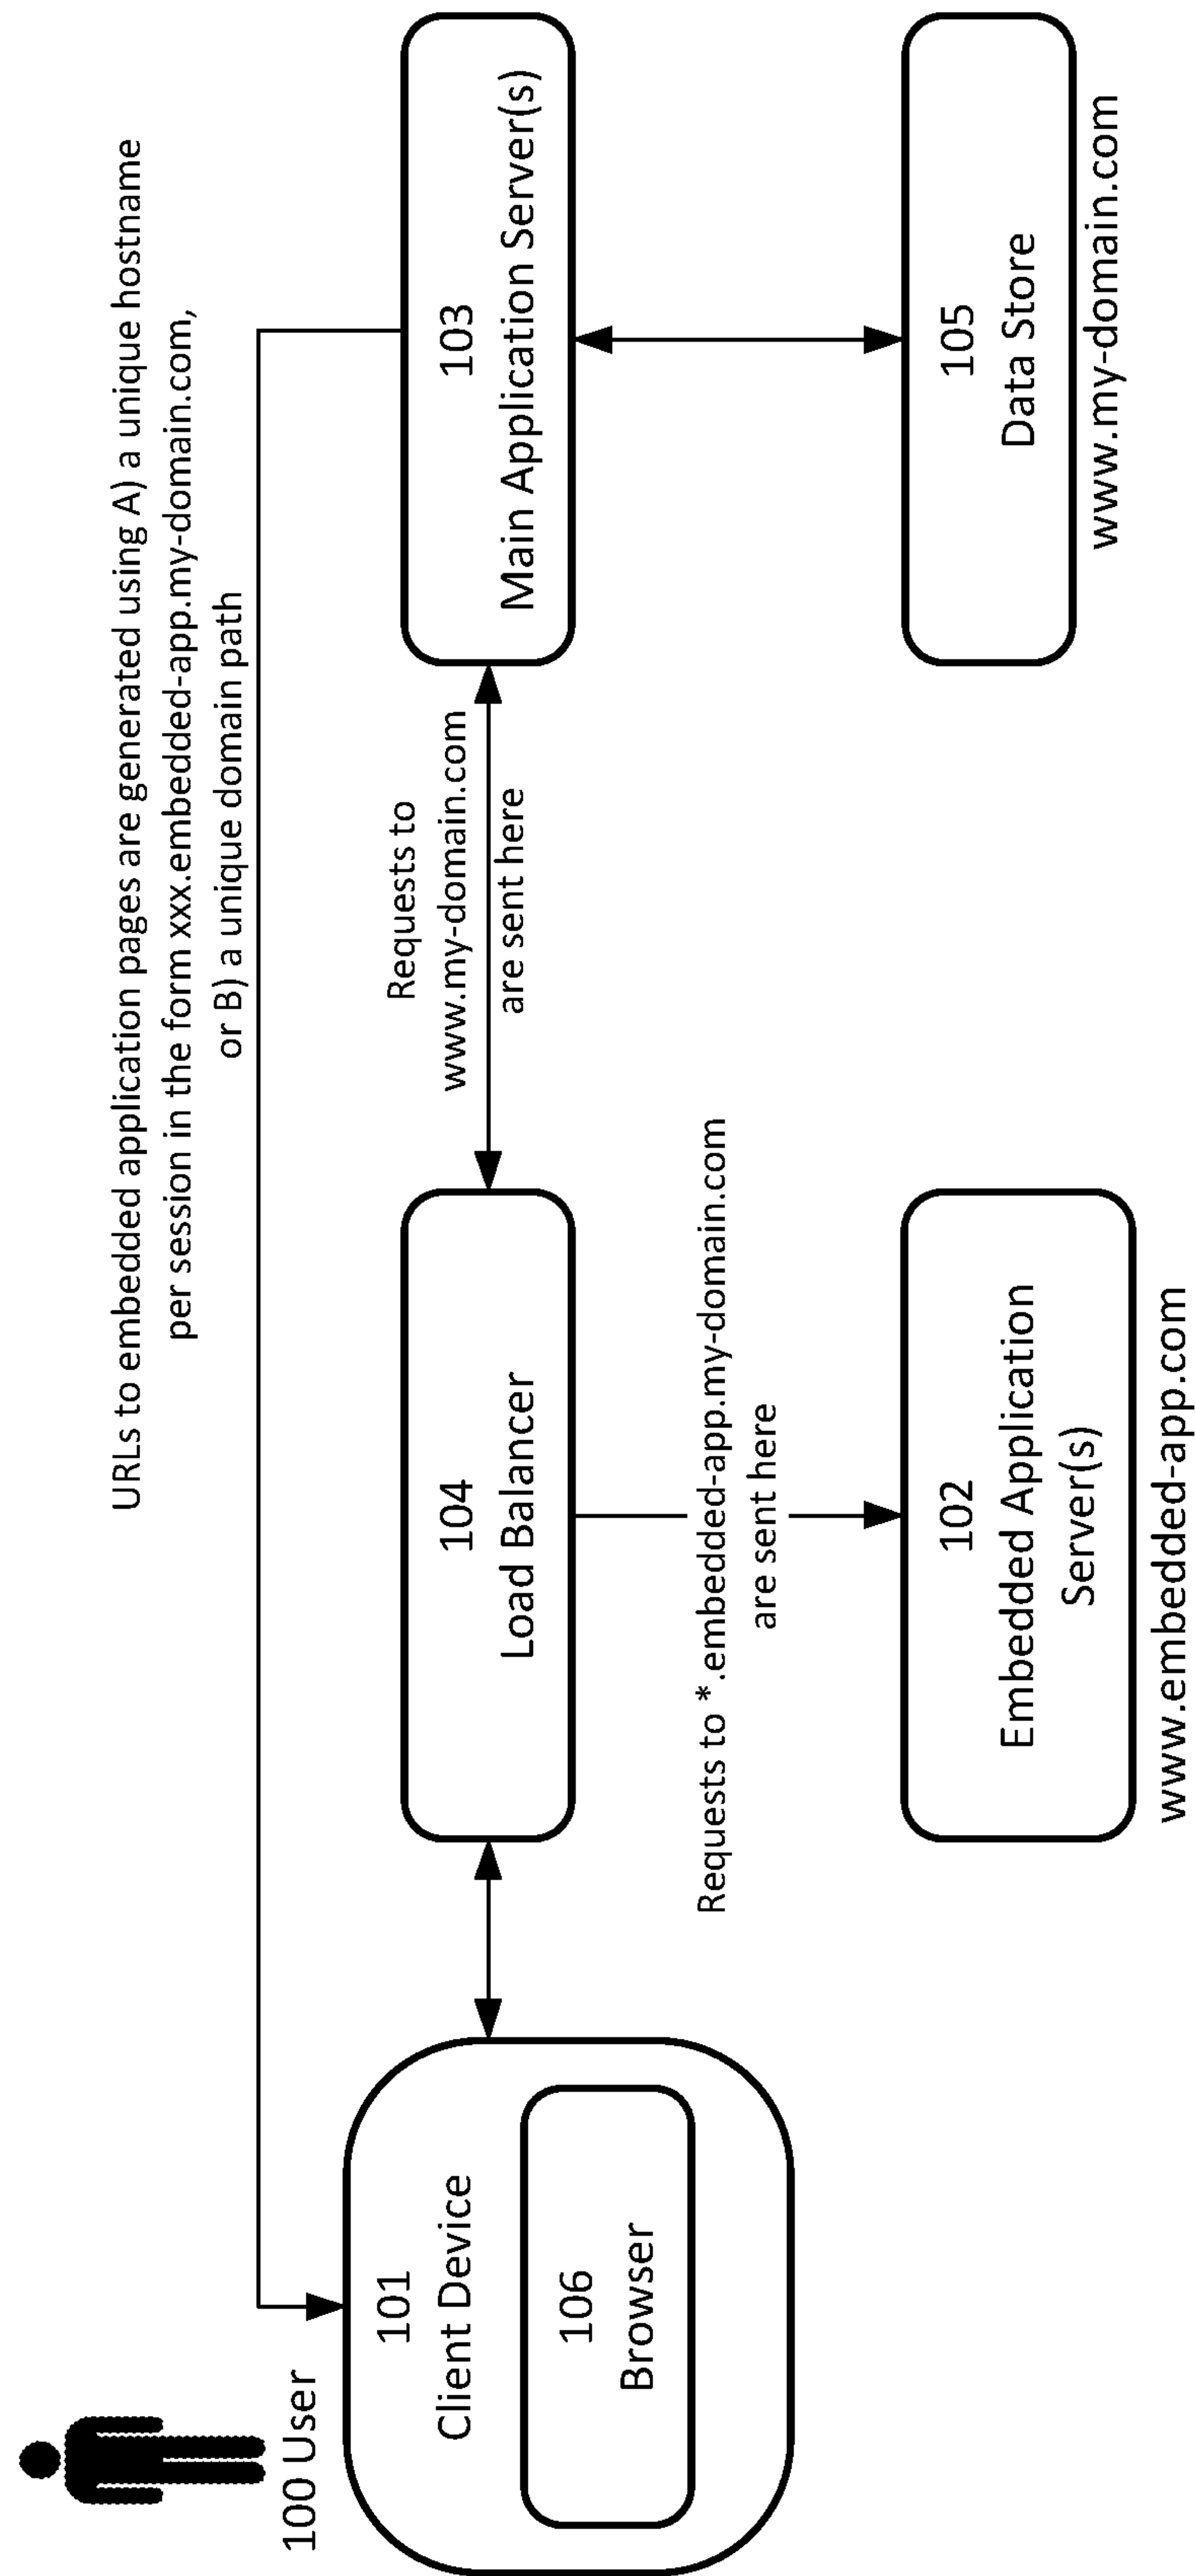 URLs to embedded application pages are generated using A) a unique hostname
per session in the form xxx.embedded-app.my-domain.com,
or B) a unique domain path
100 User
101
Client Device
106
Browser
104
Load Balancer
Requests to
www.my-domain.com
are sent here
103
Main Application Server(s)
Requests to *.embedded-app.my-domain.com
are sent here
102
Embedded Application
Server(s)
www.embedded-app.com
105
Data Store
www.my-domain.com